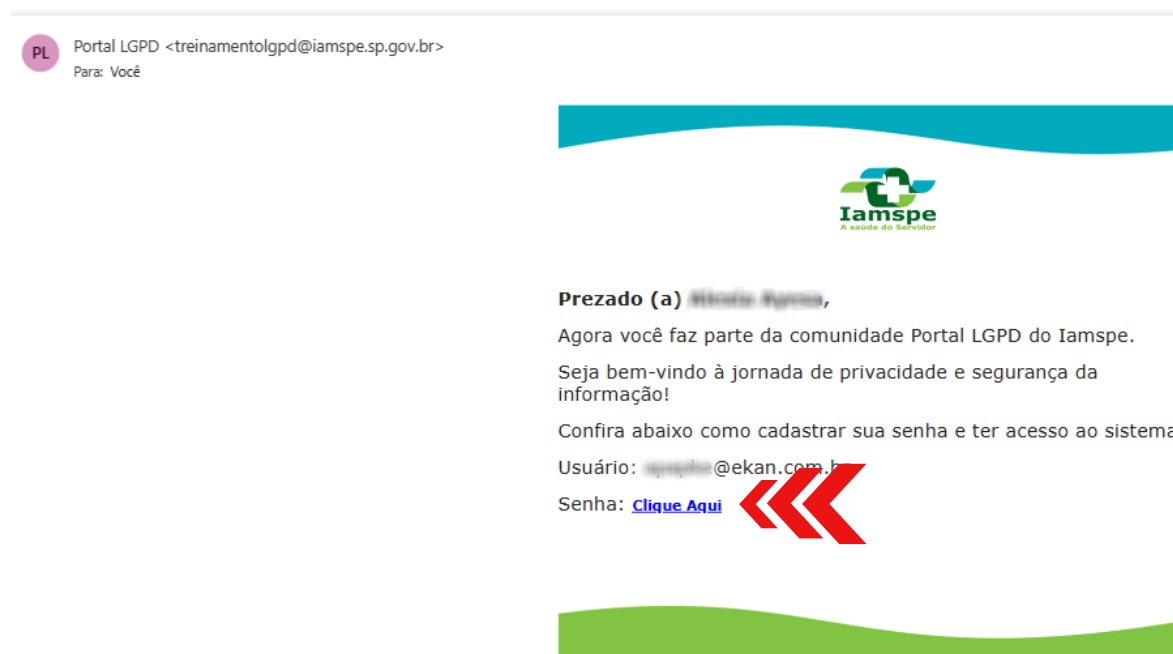 PL
Portal LGPD <treinamentolgpd@iamspe.sp.gov.br>
Para: Você
Iamspe
A saúde do Servidor
Prezado (a) ,
Agora você faz parte da comunidade Portal LGPD do Iamspe.
Seja bem-vindo à jornada de privacidade e segurança da
informação!
Confira abaixo como cadastrar sua senha e ter acesso ao sistema
Usuário: @ekan.com.br
Senha: Clique Aqui